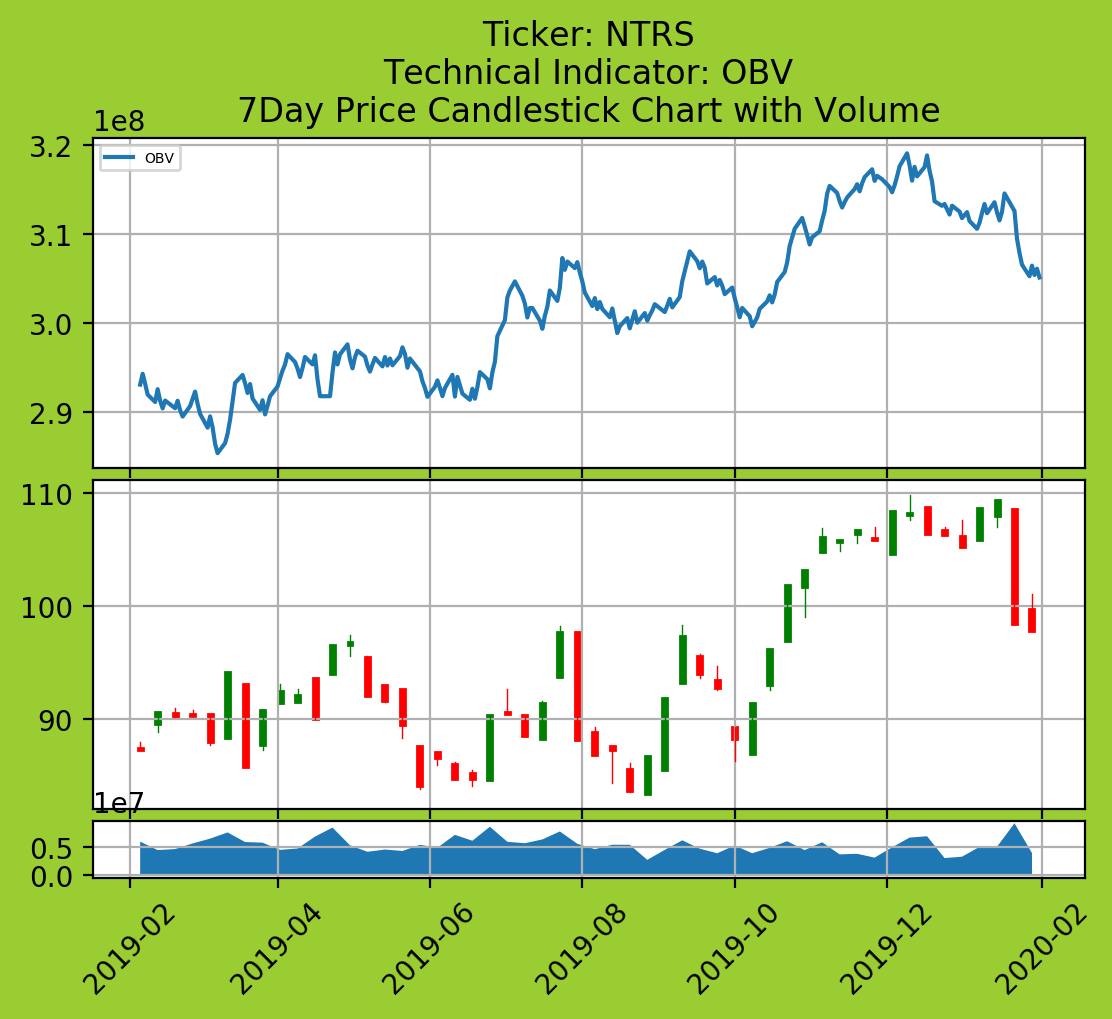 Ticker: NTRS
Technical Indicator: OBV
7Day Price Candlestick Chart with Volume
1e8
OBV
3.2
3.1
3.0
2.9
110
100
90
1e7
0.5
0.0
2019-02
2019-04
2019-06
2019-08
2019-10
2019-12
2020-02